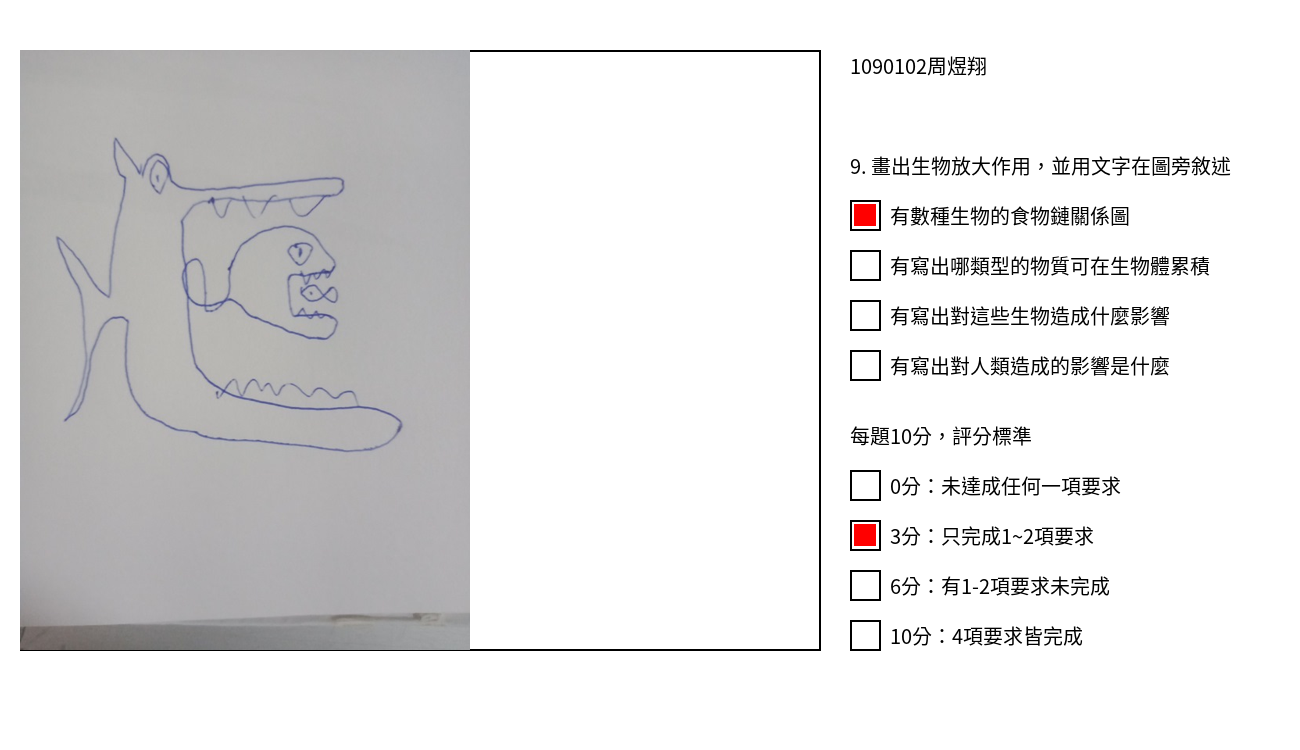 1090102周煜翔
9. 畫出生物放大作用，並用文字在圖旁敘述
有數種生物的食物鏈關係圖
有寫出哪類型的物質可在生物體累積
有寫出對這些生物造成什麼影響
有寫出對人類造成的影響是什麼
每題10分，評分標準
0分：未達成任何一項要求
3分：只完成1~2項要求
6分：有1-2項要求未完成
10分：4項要求皆完成